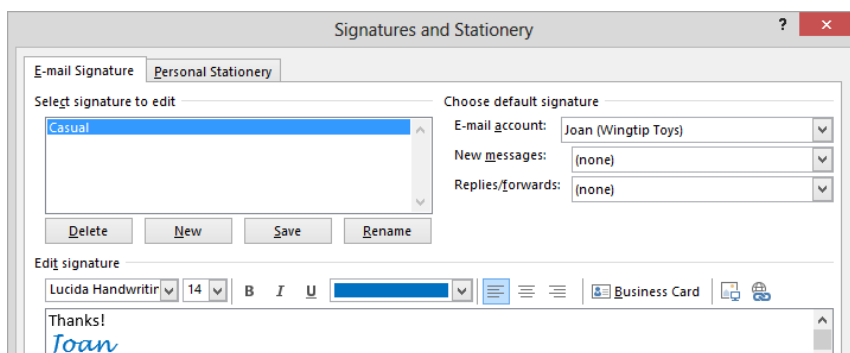 Signatures and Stationery
?
E-mail Signature Personal Stationery
Select signature to edit
Casual
Delete New Save Rename
Choose default signature
E-mail account: Joan (Wingtip Toys)
New messages: (none)
Replies/forwards: (none)
Edit signature
Lucida Handwritin 14 B I U Business Card
Thanks!
Joan